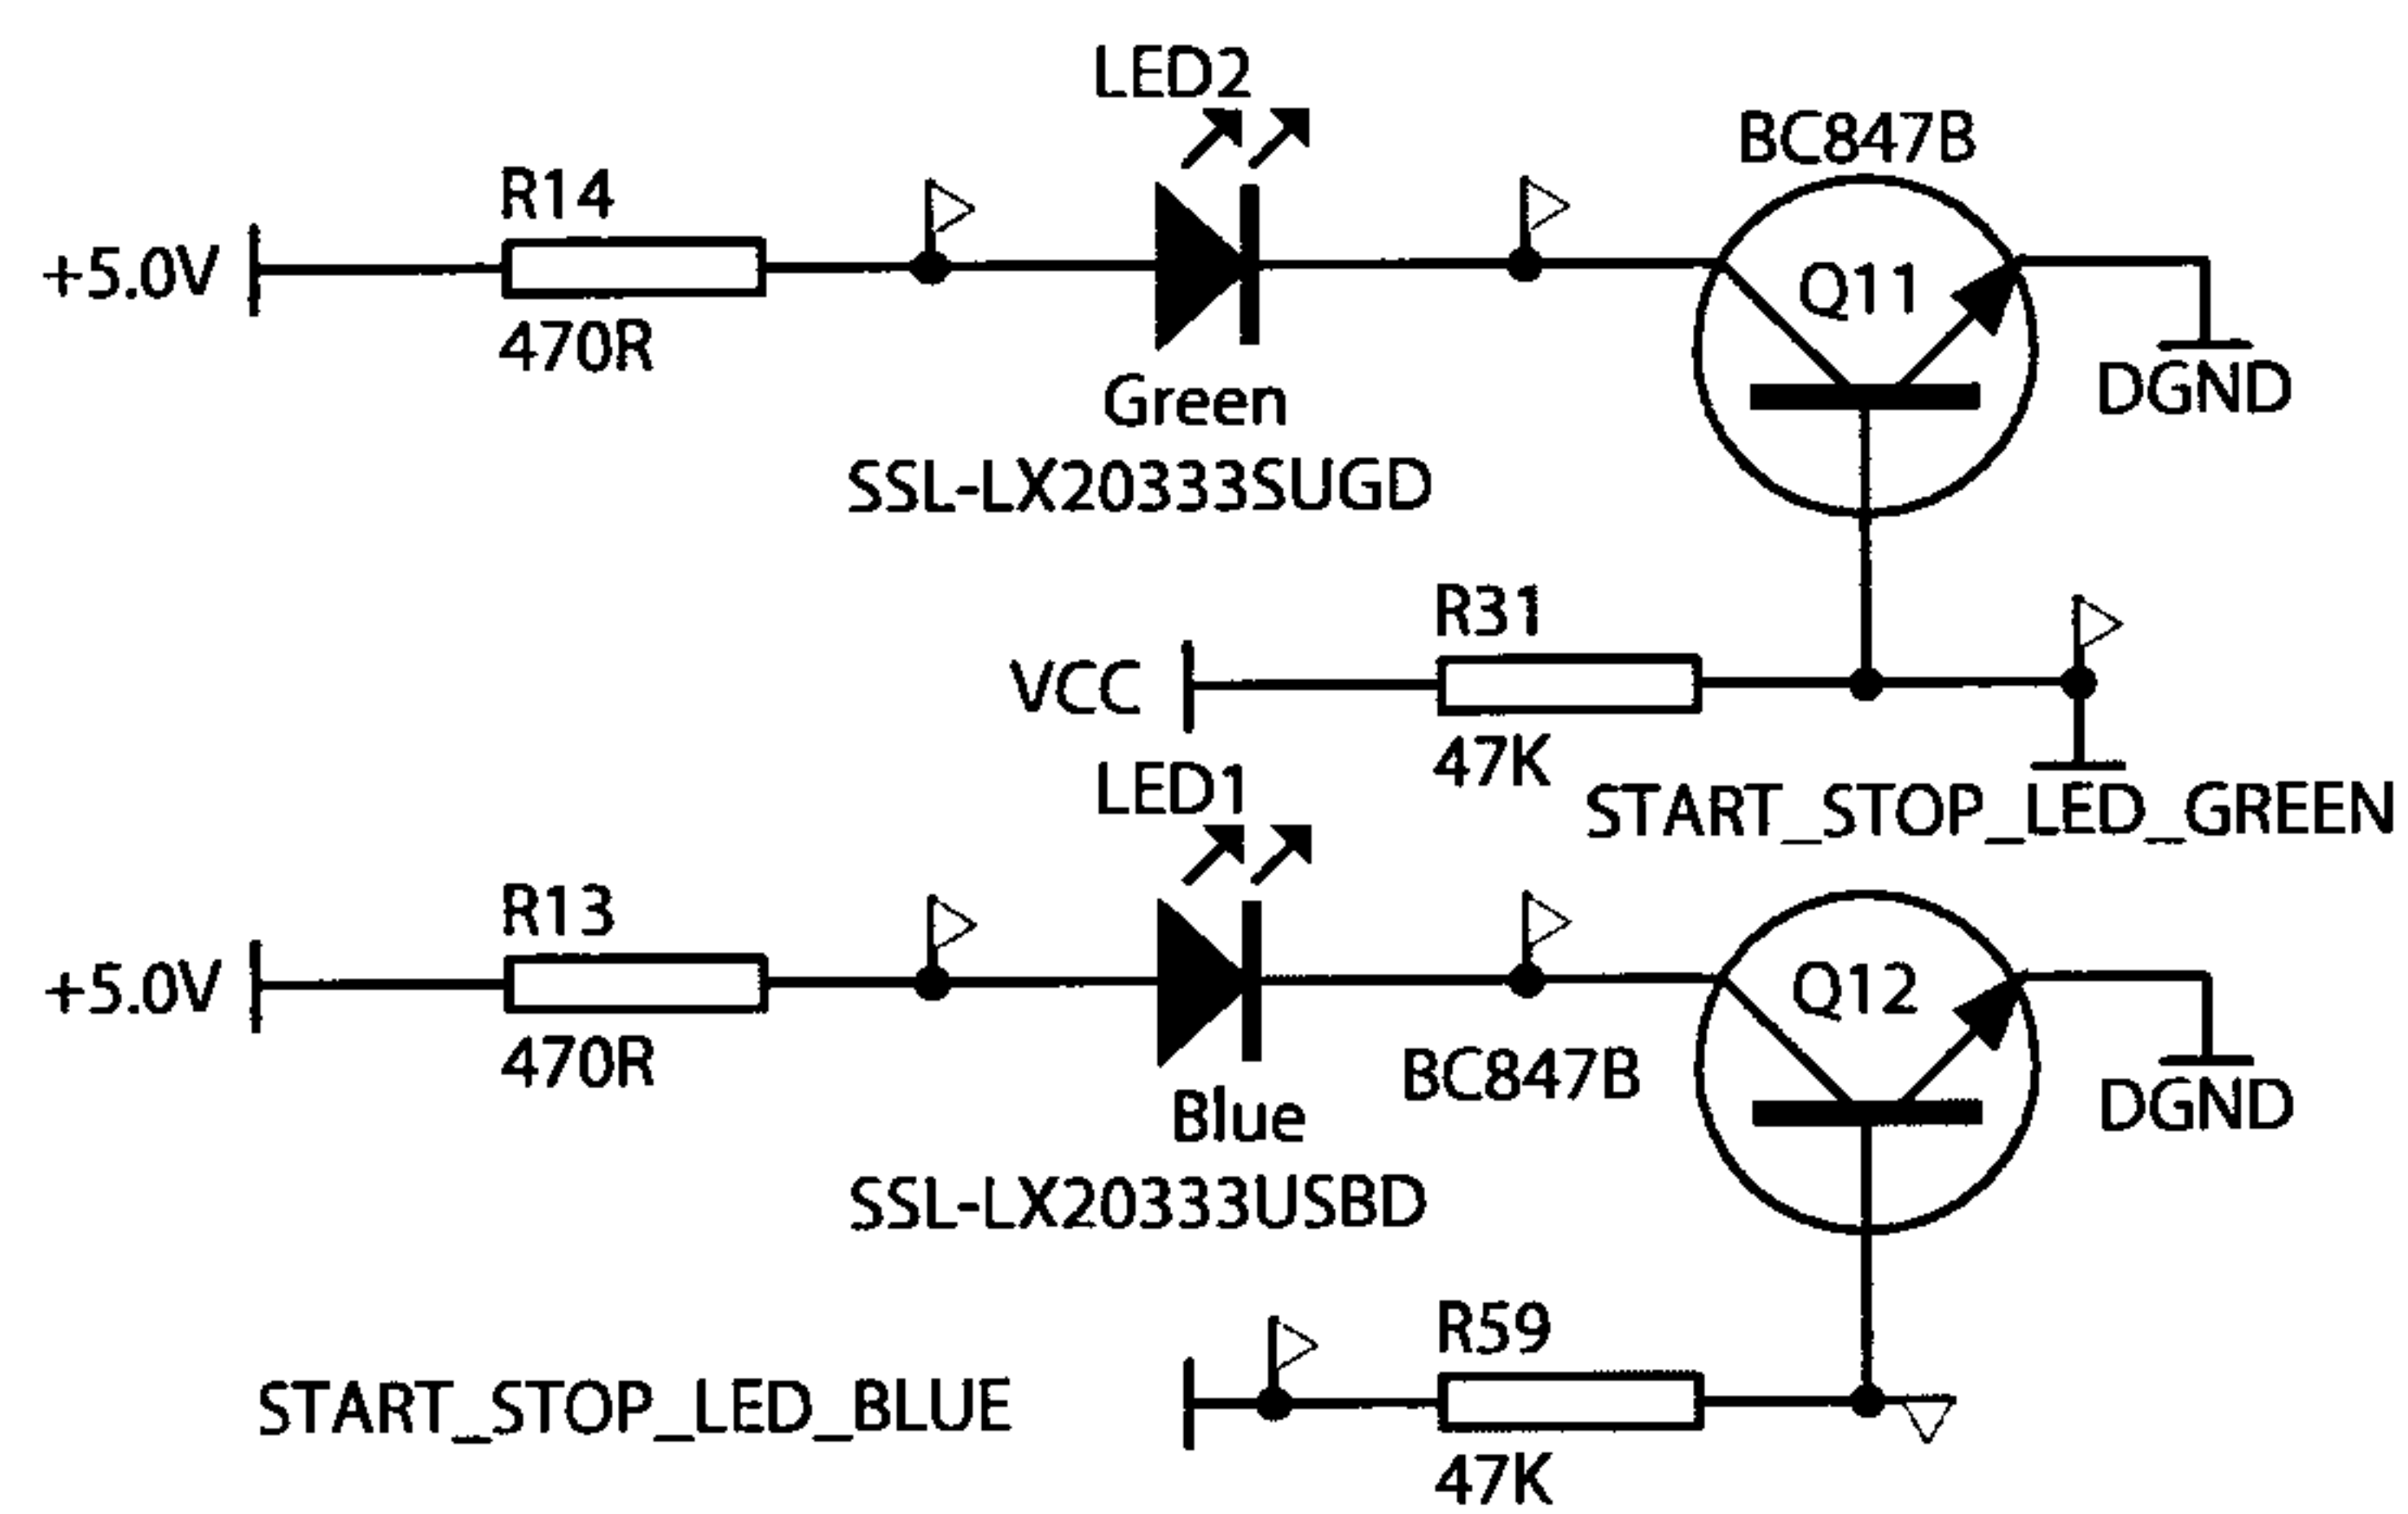 LED2
BC847B
R14
+5.0V
Q11
470R
DGND
Green
SSL-LX20333SUGD
R31
VCC
47K
LED1
START_STOP_LED_GREEN
R13
+5.0V
Q12
470R
BC847B
DGND
Blue
SSL-LX20333USBD
R59
START_STOP_LED_BLUE
47K